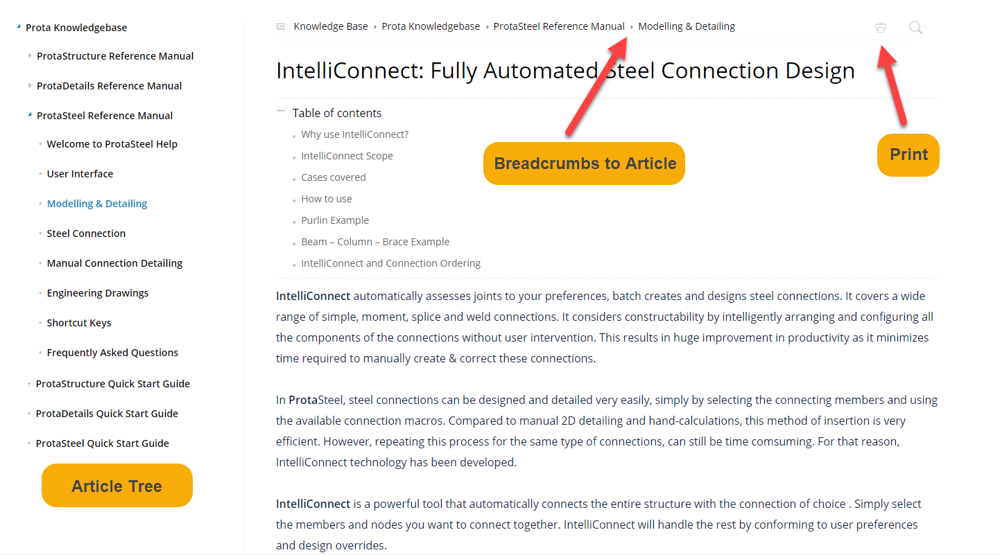 Prota Knowledgebase
ProtaStructure Reference Manual
ProtaDetails Reference Manual
ProtaSteel Reference Manual
Welcome to ProtaSteel Help
User Interface
Modelling & Detailing
Steel Connection
Manual Connection Detailing
Engineering Drawings
Shortcut Keys
Frequently Asked Questions
ProtaStructure Quick Start Guide
ProtaDetails Quick Start Guide
ProtaSteel Quick Start Guide
Article Tree
Knowledge Base Prota Knowledgebase ProtaSteel Reference Manual Modelling & Detailing
IntelliConnect: Fully Automated Steel Connection Design
Table of contents
Why use IntelliConnect?
IntelliConnect Scope
Cases covered
How to use
Purlin Example
Beam – Column – Brace Example
IntelliConnect and Connection Ordering
Breadcrumbs to Article
Print
IntelliConnect automatically assesses joints to your preferences, batch creates and designs steel connections. It covers a wide
range of simple, moment, splice and weld connections. It considers constructability by intelligently arranging and configuring all
the components of the connections without user intervention. This results in huge improvement in productivity as it minimizes
time required to manually create & correct these connections.
In ProtaSteel, steel connections can be designed and detailed very easily, simply by selecting the connecting members and using
the available connection macros. Compared to manual 2D detailing and hand-calculations, this method of insertion is very
efficient. However, repeating this process for the same type of connections, can still be time comsuming. For that reason,
IntelliConnect technology has been developed.
IntelliConnect is a powerful tool that automatically connects the entire structure with the connection of choice . Simply select
the members and nodes you want to connect together. IntelliConnect will handle the rest by conforming to user preferences
and design overrides.